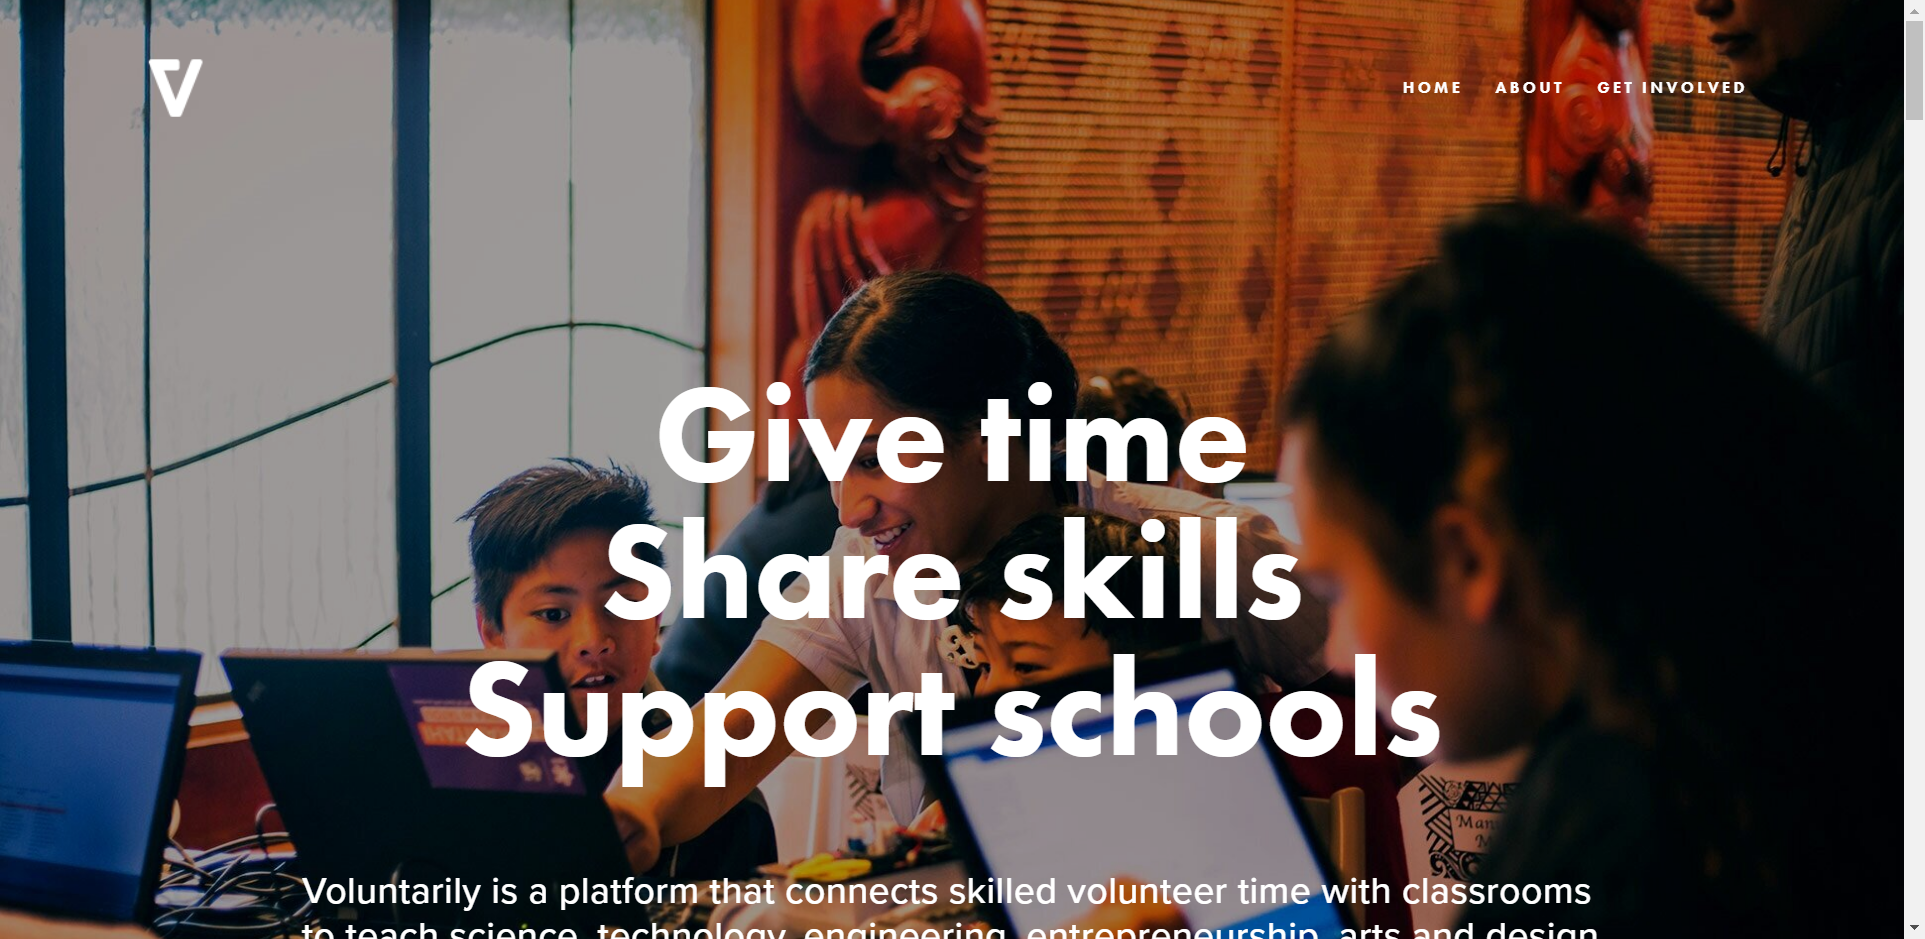 HOME ABOUT GET INVOLVED
Give time
Share skills
Support schools
Voluntarily is a platform that connects skilled volunteer time with classrooms
to teach science, technology, engineering, entrepreneurship, arts and design